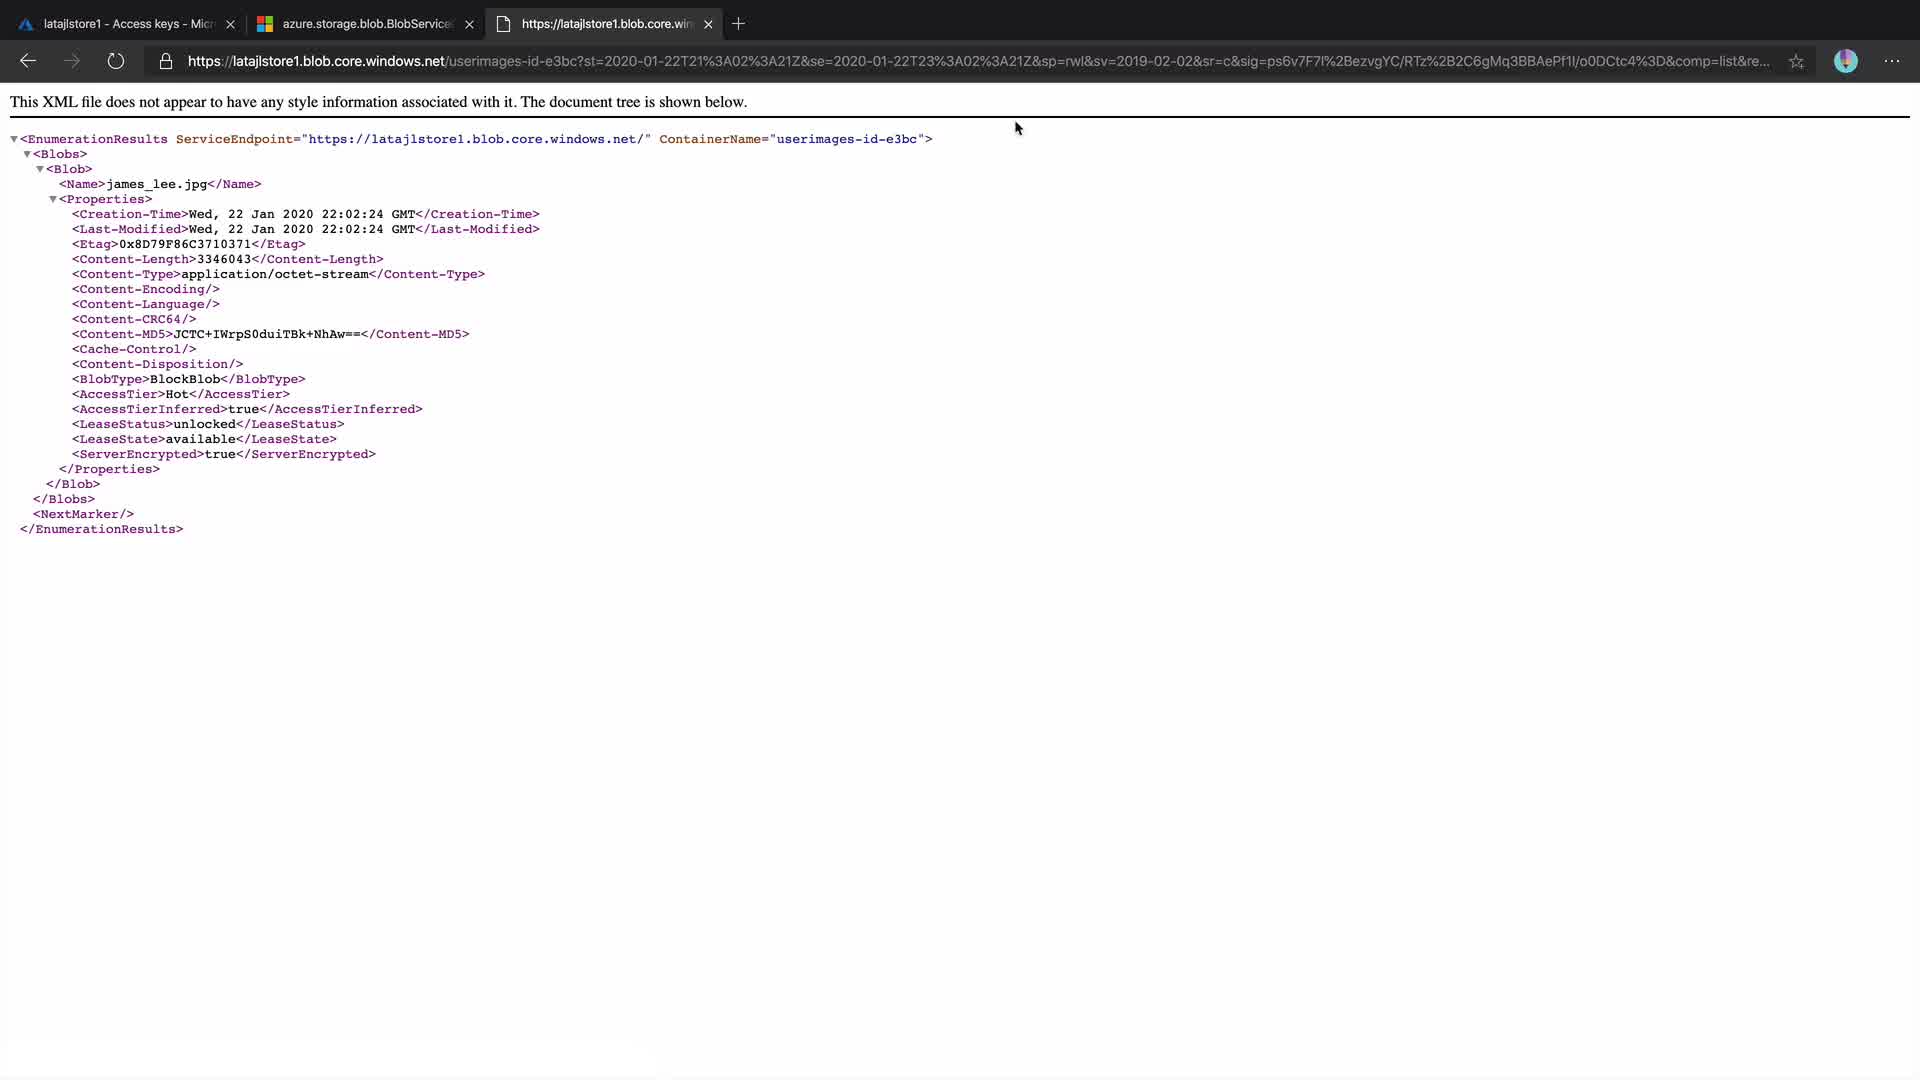 latajlstore1 - Access keys - Micr
azure.storage.blob.BlobService
https://latajlstore1.blob.core.win
https://latajlstore1.blob.core.windows.net/userimages-id-e3bc?st=2020-01-22T21%3A02%3A21Z&se=2020-01-22T23%3A02%3A21Z&sp=rwl&sv=2019-02-02&sr=c&sig=ps6v7F7l%2BezvgYC/RTz%2B2C6gMq3BBAePf1l/o0DCtc4%3D&comp=list&re...
This XML file does not appear to have any style information associated with it. The document tree is shown below.
<EnumerationResults ServiceEndpoint="https://latajlstore1.blob.core.windows.net/" ContainerName="userimages-id-e3bc">
<Blobs>
<Blob>
<Name>james_lee.jpg</Name>
<Properties>
<Creation-Time>Wed, 22 Jan 2020 22:02:24 GMT</Creation-Time>
<Last-Modified>Wed, 22 Jan 2020 22:02:24 GMT</Last-Modified>
<Etag>0x8D79F86C3710371</Etag>
<Content-Length>3346043</Content-Length>
<Content-Type>application/octet-stream</Content-Type>
<Content-Encoding/>
<Content-Language/>
<Content-CRC64/>
<Content-MD5>JCTC+IWrpS0duiTBk+NhAw==</Content-MD5>
<Cache-Control/>
<Content-Disposition/>
<BlobType>BlockBlob</BlobType>
<AccessTier>Hot</AccessTier>
<AccessTierInferred>true</AccessTierInferred>
<LeaseStatus>unlocked</LeaseStatus>
<LeaseState>available</LeaseState>
<ServerEncrypted>true</ServerEncrypted>
</Properties>
</Blob>
</Blobs>
<NextMarker/>
</EnumerationResults>